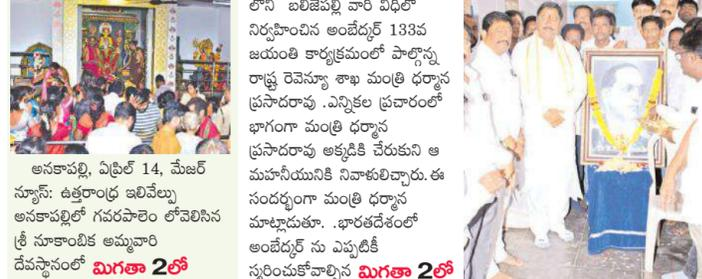 అనకాపల్లి, ఏప్రిల్ 14, మేజర్
న్యూస్: ఉత్తరాంధ్ర ఇలివేల్పు
అనకాపల్లిలో గవరపాలెం లోవెలిసిన
శ్రీ నూకాంబిక అమ్మవారి
దేవస్థానంలో మిగతా 2లో
లోని బలిజేపల్లి వారి వీధిలో
నిర్వహించిన అంబేద్కర్ 133వ
జయంతి కార్యక్రమంలో పాల్గొన్న
రాష్ట్ర రెవెన్యూ శాఖ మంత్రి ధర్మాన
ప్రసాదరావు .ఎన్నికల ప్రచారంలో
భాగంగా మంత్రి ధర్మాన
ప్రసాదరావు అక్కడికి చేరుకుని ఆ
మహనీయునికి నివాళులిచ్చారు.ఈ
సందర్భంగా మంత్రి ధర్మాన
మాట్లాడుతూ. .భారతదేశంలో
అంబేద్కర్ ను ఎప్పటికీ
స్మరించుకోవాల్సిన మిగతా 2లో